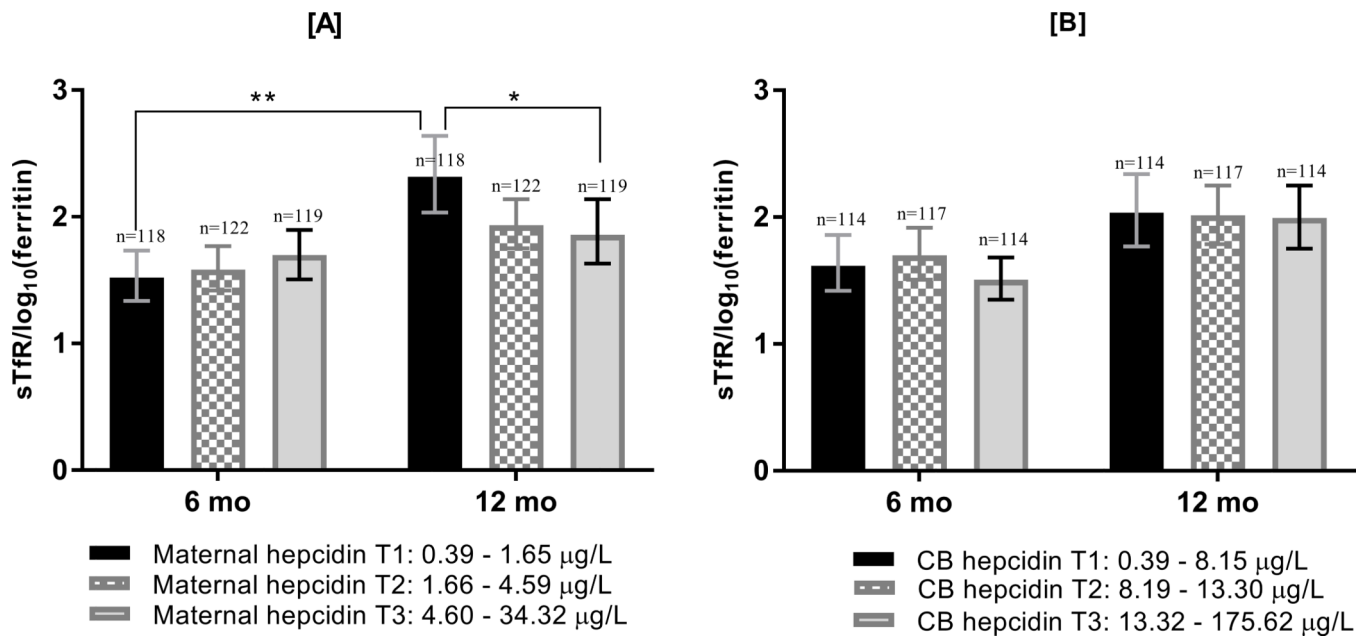 [A]
[B]
sTfR/log10(ferritin)
3
2
1
0
**
*
n=118
n=122
n=119
n=118
n=122
n=119
6 mo
12 mo
Maternal hepcidin T1: 0.39 - 1.65 µg/L
Maternal hepcidin T2: 1.66 - 4.59 µg/L
Maternal hepcidin T3: 4.60 - 34.32 µg/L
sTfR/log10(ferritin)
3
2
1
0
n=114
n=117
n=114
n=114
n=117
n=114
6 mo
12 mo
CB hepcidin T1: 0.39 - 8.15 µg/L
CB hepcidin T2: 8.19 - 13.30 µg/L
CB hepcidin T3: 13.32 - 175.62 µg/L